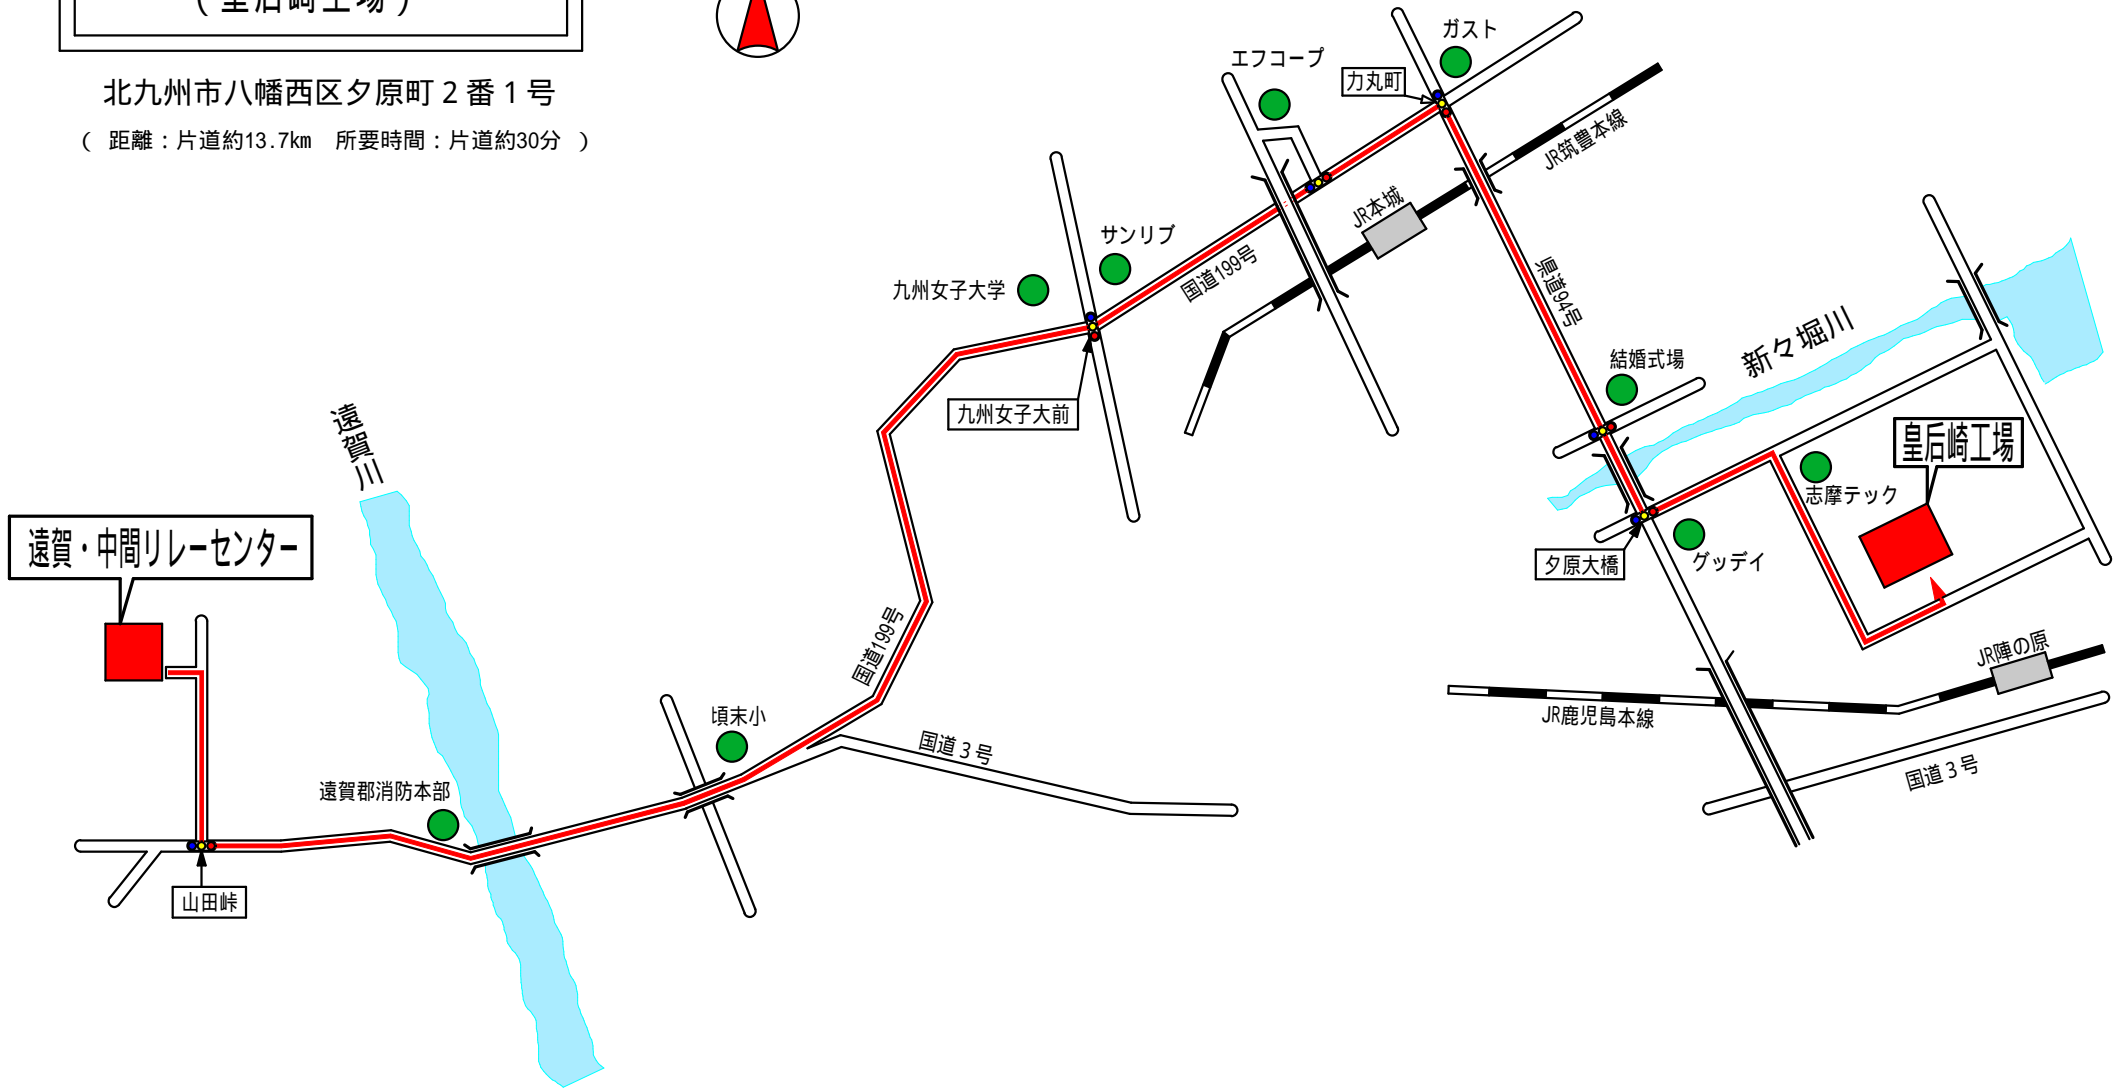 （皇后崎工場）
北九州市八幡西区夕原町２番１号
（ 距離：片道約13.7km　所要時間：片道約30分 ）
ガスト
エフコープ
力丸町
JR筑豊本線
JR本城
サンリブ
国道199号
九州女子大学
県道94号
新々堀川
結婚式場
九州女子大前
遠賀川
皇后崎工場
志摩テック
遠賀・中間リレーセンター
夕原大橋
グッデイ
国道199号
JR陣の原
頃末小
JR鹿児島本線
国道３号
国道３号
遠賀郡消防本部
山田峠